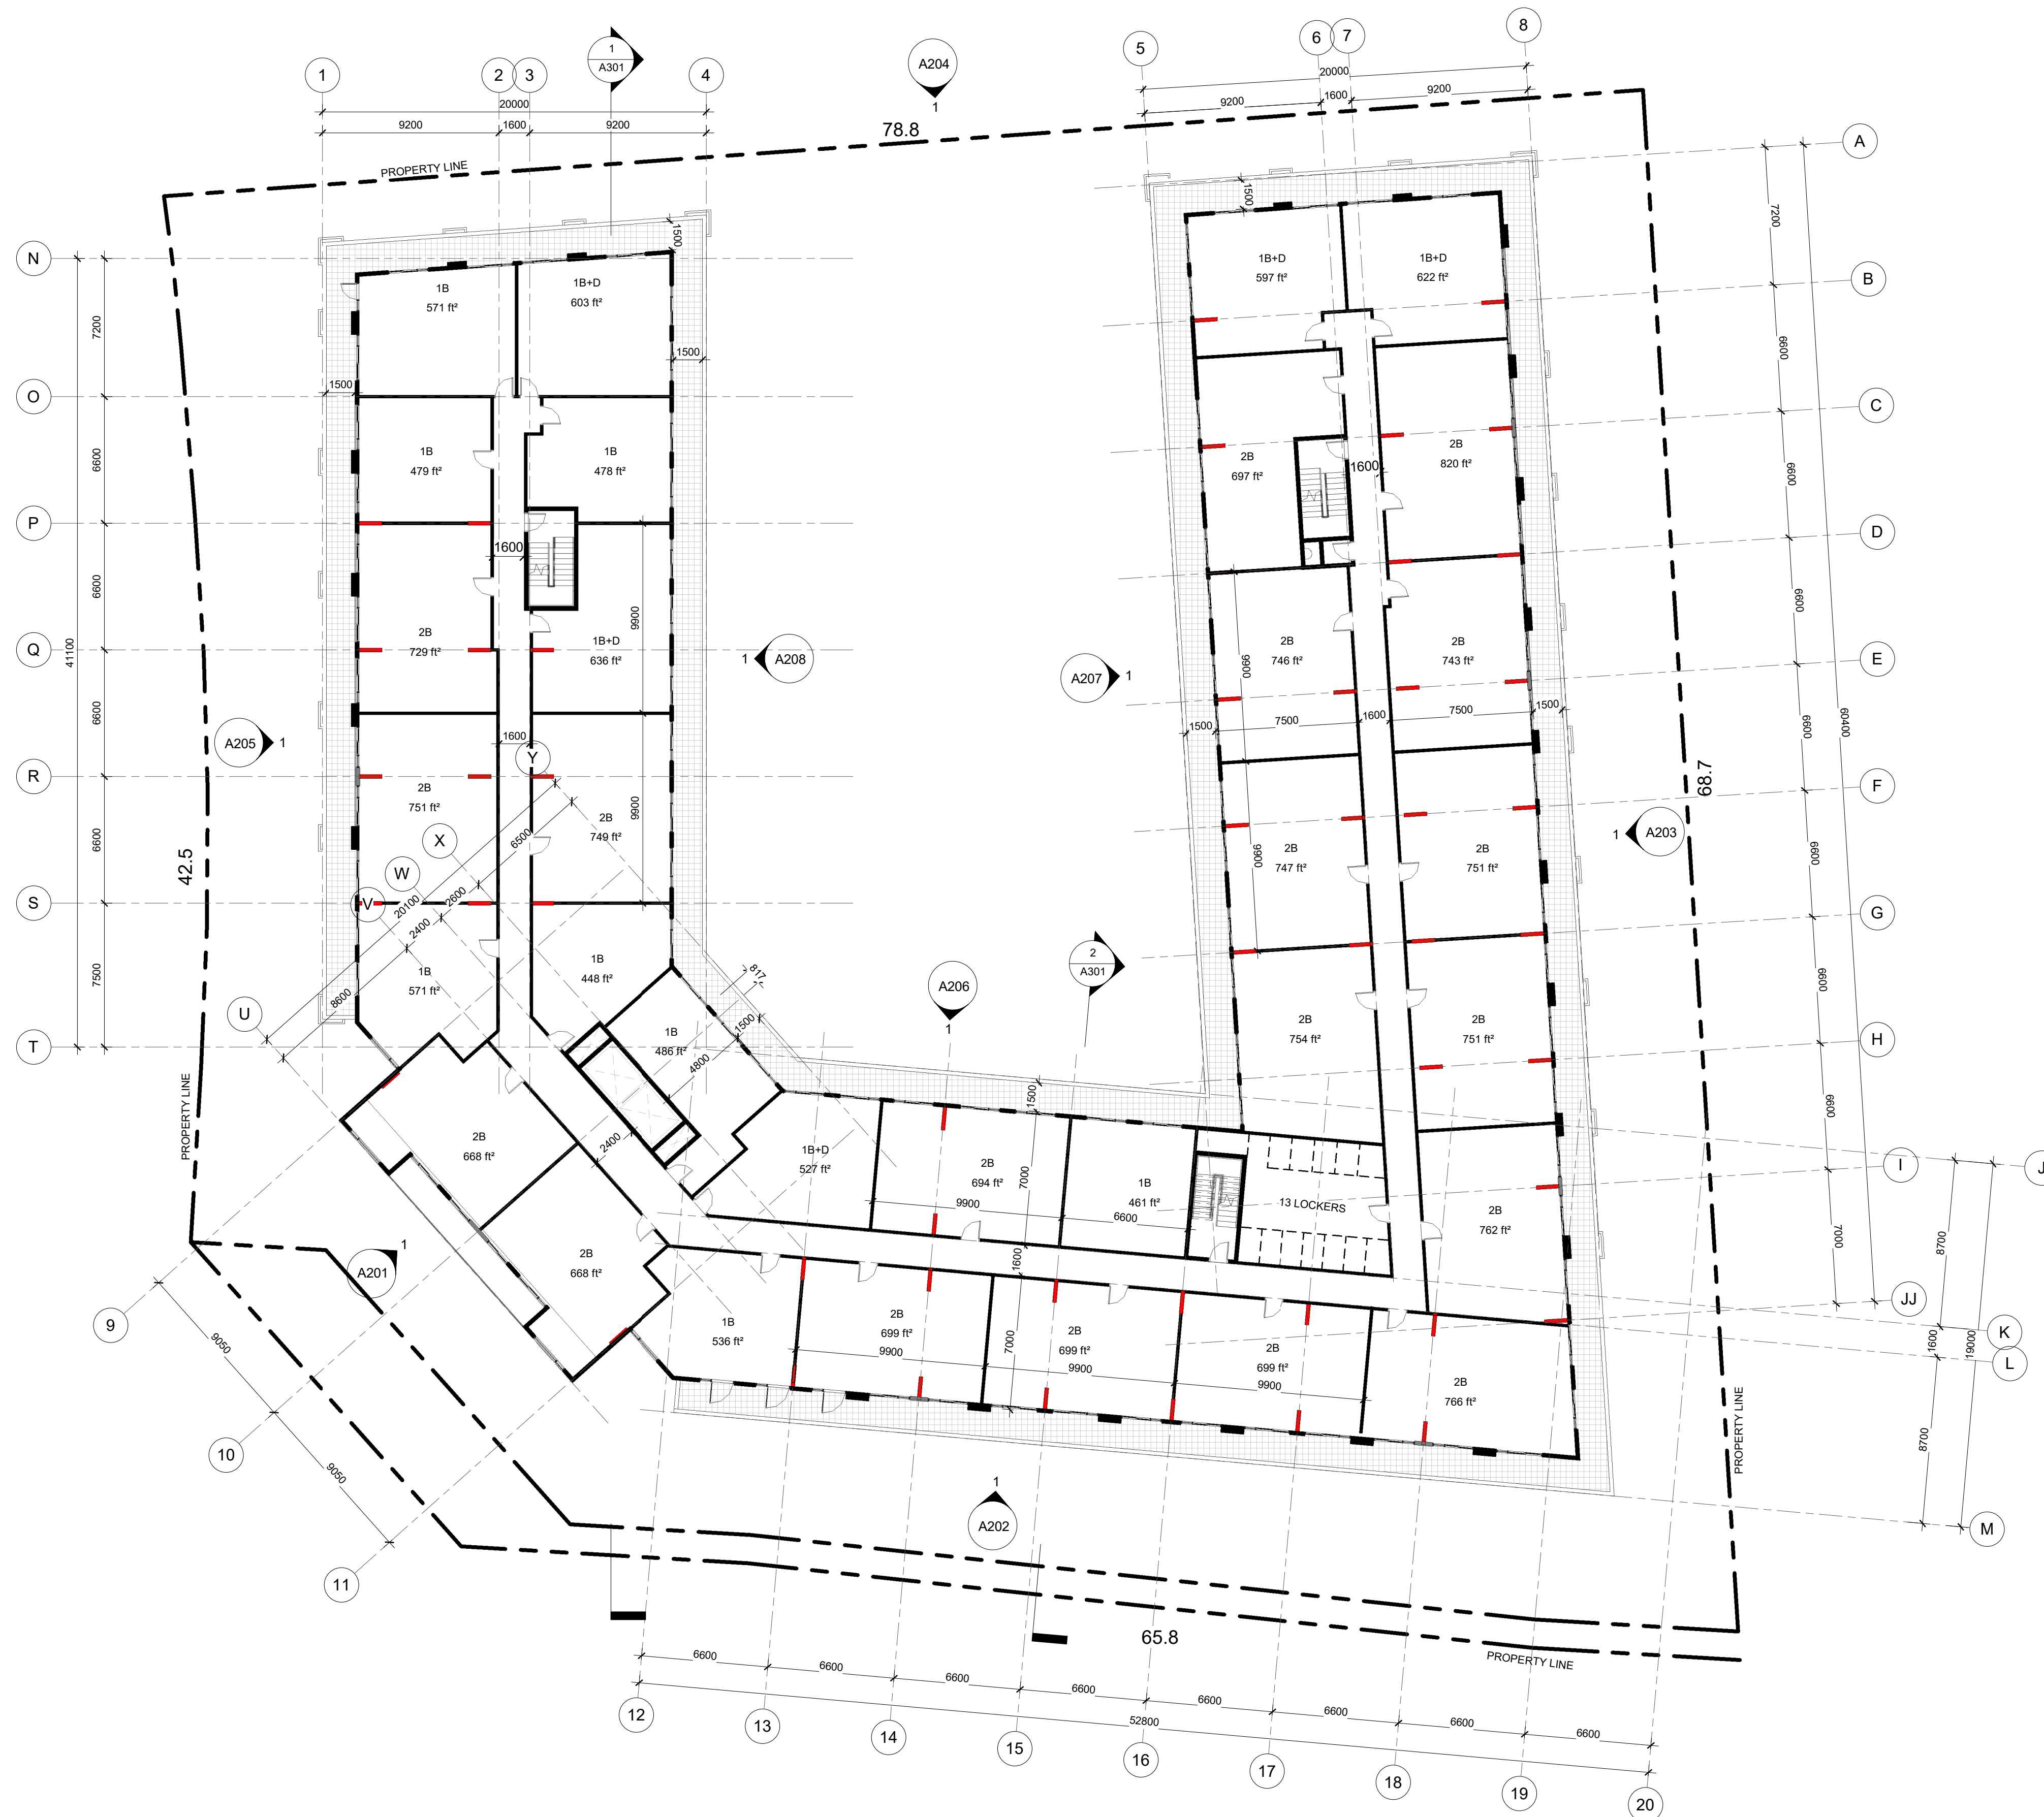 1
2
3
4
20000
9200
1600
9200
1
A301
A204
1
5
6
7
8
20000
9200
1600
9200
78.8
PROPERTY LINE
A
B
C
D
E
F
G
H
I
J
JJ
K
L
M
7200
6600
6600
6600
6600
6600
6600
6600
7000
60400
8700
1600
8700
19000
N
O
P
Q
R
S
T
7200
6600
6600
6600
6600
7500
41100
1500
1500
1500
1B
571 ft²
1B+D
603 ft²
1B
479 ft²
1B
478 ft²
1600
9900
2B
729 ft²
1B+D
636 ft²
1
A208
A205
1
1600
Y
2B
751 ft²
2B
749 ft²
9900
X
W
V
U
6500
2600
20100
2400
8600
1B
571 ft²
1B
448 ft²
1B
486 ft²
817
1500
4800
2400
2B
668 ft²
2B
668 ft²
1B+D
527 ft²
2B
694 ft²
9900
7000
1500
1B
461 ft²
6600
1600
13 LOCKERS
A206
1
2
A301
1500
1B+D
597 ft²
1B+D
622 ft²
2B
697 ft²
1600
2B
820 ft²
2B
746 ft²
9900
2B
743 ft²
A207
1
1500
7500
1600
7500
1500
2B
747 ft²
9900
2B
751 ft²
2B
754 ft²
2B
751 ft²
2B
762 ft²
1
A203
68.7
42.5
PROPERTY LINE
A201
1
1B
536 ft²
2B
699 ft²
9900
7000
2B
699 ft²
9900
2B
699 ft²
9900
2B
766 ft²
9
10
11
9050
9050
1
A202
65.8
PROPERTY LINE
PROPERTY LINE
6600
6600
6600
6600
6600
6600
6600
6600
52800
12
13
14
15
16
17
18
19
20